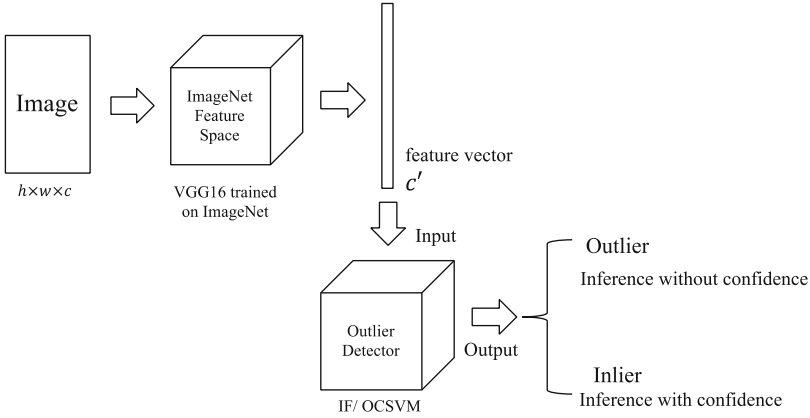 Image
h×w×c
ImageNet
Feature
Space
VGG16 trained
on ImageNet
feature vector
c′
Input
Outlier
Detector
IF/ OCSVM
Output
Outlier
Inference without confidence
Inlier
Inference with confidence